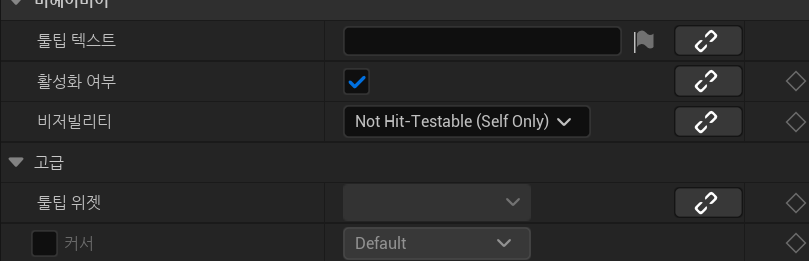 비헤이비어
툴팁 텍스트
활성화 여부
비저빌리티 Not Hit-Testable (Self Only)
고급
툴팁 위젯
커서 Default